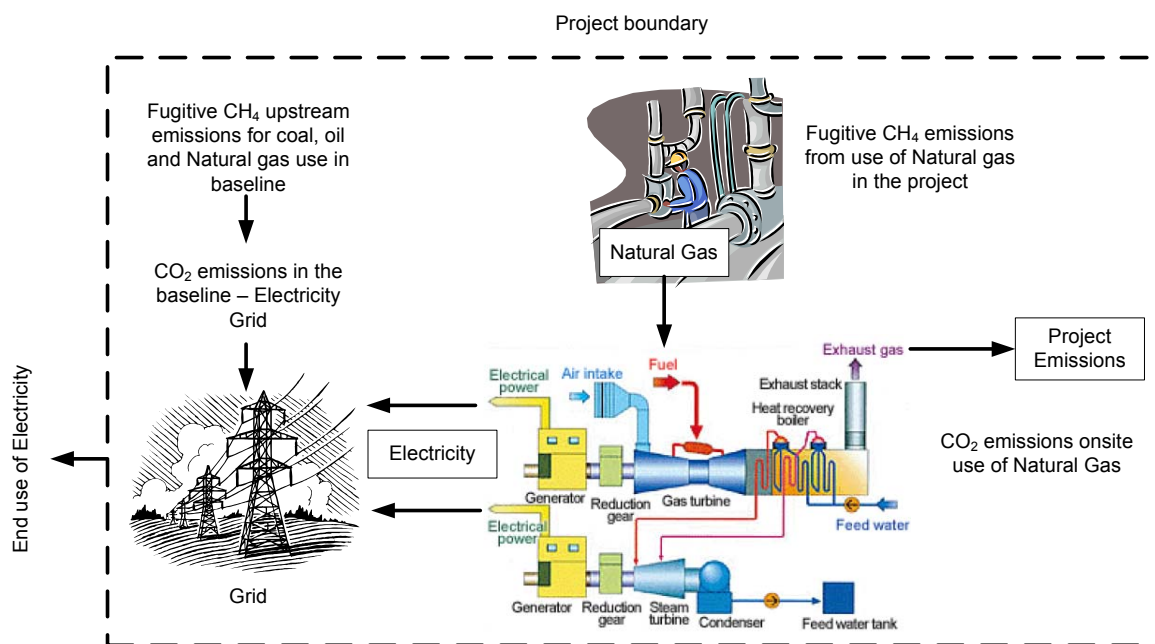 Project boundary
Fugitive CH₄ upstream
emissions for coal, oil
and Natural gas use in
baseline
CO₂ emissions in the
baseline – Electricity
Grid
Grid
End use of Electricity
Fugitive CH₄ emissions
from use of Natural gas
in the project
Natural Gas
Electricity
Project
Emissions
CO₂ emissions onsite
use of Natural Gas
Electrical
power
Air intake
Fuel
Exhaust gas
Exhaust stack
Heat recovery
boiler
Generator
Reduction
gear
Gas turbine
Feed water
Electrical
power
Generator
Reduction
gear
Steam
turbine
Condenser
Feed water tank